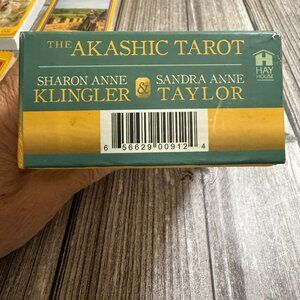 THE AKASHIC TAROT
SHARON ANNE SANDRA ANNE
KLINGLER & TAYLOR
HAY
HOUSE
6 56629 00912 4